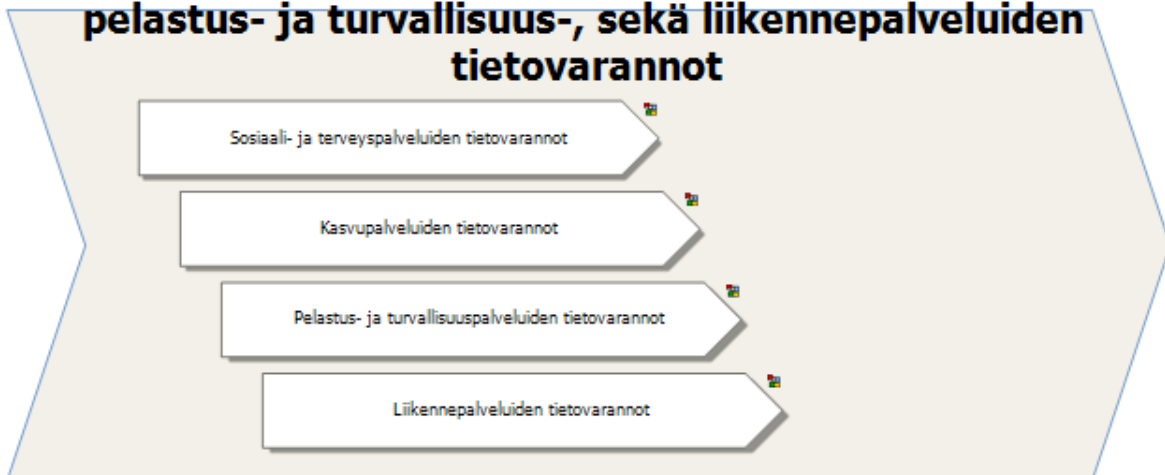 pelastus- ja turvallisuus-, sekä liikennepalveluiden
tietovarannot
Sosiaali- ja terveyspalveluiden tietovarannot
Kasvupalveluiden tietovarannot
Pelastus- ja turvallisuuspalveluiden tietovarannot
Liikennepalveluiden tietovarannot